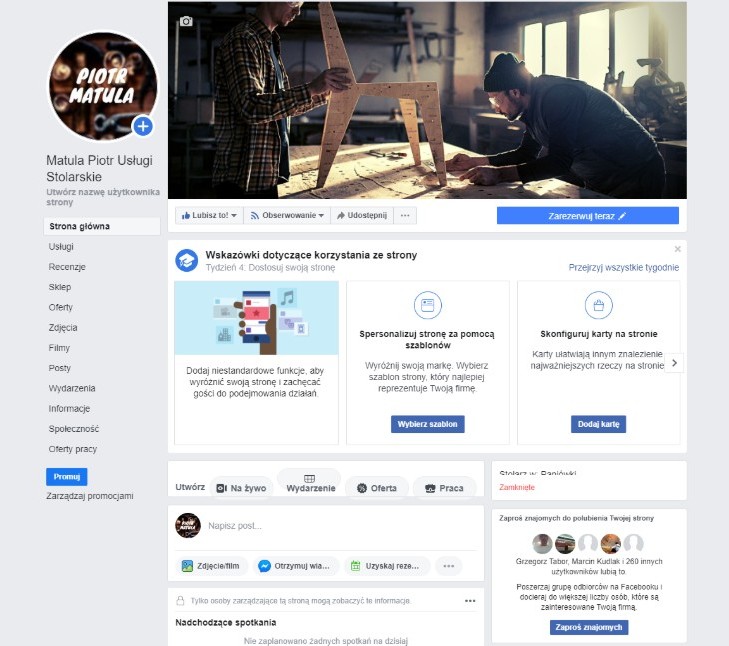 PIOTR
MATULA
Matula Piotr Usługi
Stolarskie
Utwórz nazwę użytkownika
strony
Strona główna
Usługi
Recenzje
Sklep
Oferty
Zdjęcia
Filmy
Posty
Wydarzenia
Informacje
Społeczność
Oferty pracy
Promuj
Zarządzaj promocjami
Lubisz to!
Obserwowanie
Udostępnij
Zarezerwuj teraz
Wskazówki dotyczące korzystania ze strony
Tydzień 4. Dostosuj swoją stronę
Przejrzyj wszystkie tygodnie
Dodaj niestandardowe funkcje, aby
wyróżnić swoją stronę i zachęcać
gości do podejmowania działań.
Spersonalizuj stronę za pomocą
szablonów
Wyróżnij swoją markę. Wybierz
szablon strony, który najlepiej
reprezentuje Twoją firmę.
Wybierz szablon
Skonfiguruj karty na stronie
Karty ułatwiają innym znalezienie
najważniejszych rzeczy na stronie.
Dodaj kartę
Utwórz
Na żywo
Wydarzenie
Oferta
Praca
PIOTR
MATULA
Napisz post...
Zdjęcie/film
Otrzymuj wia...
Uzyskaj reze...
Tylko osoby zarządzające tą stroną mogą zobaczyć te informacje.
Nadchodzące spotkania
Nie zaplanowano żadnych spotkań na dzisiaj
Stolarz w: Paniówki
Zamknięte
Zaproś znajomych do polubienia Twojej strony
Grzegorz Tabor, Marcin Kudlak i 260 innych
użytkowników lubią to.
Poszerzaj grupę odbiorców na Facebooku i
docieraj do większej liczby osób, które są
zainteresowane Twoją firmą.
Zaproś znajomych